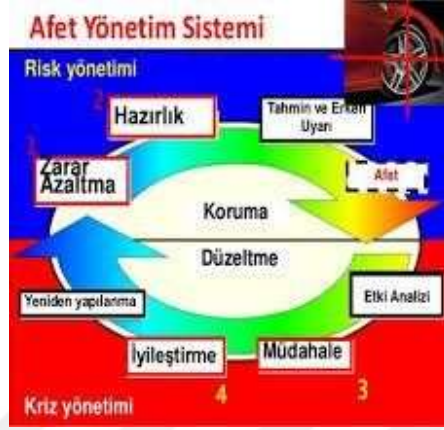 Afet Yönetim Sistemi
Risk yönetimi
2
Hazırlık
Tahmin ve Erken
Uyarı
1
Zarar
Azaltma
Afet
Koruma
Düzeltme
Yeniden yapılanma
Etki Analizi
İyileştirme
Müdahale
4
3
Kriz yönetimi